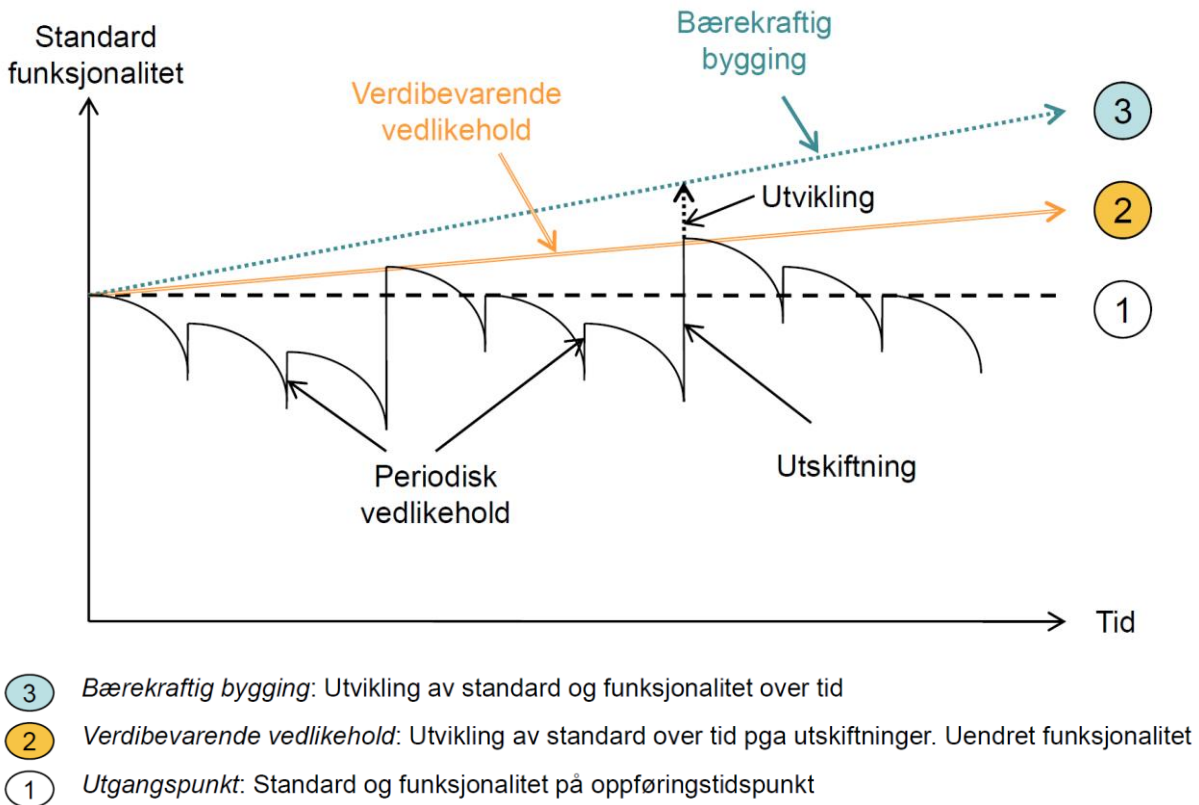 Standard
funksjonalitet
Bærekraftig
bygging
Verdibevarende
vedlikehold
3
Utvikling
2
1
Periodisk
vedlikehold
Utskiftning
Tid
3 Bærekraftig bygging: Utvikling av standard og funksjonalitet over tid
2 Verdibevarende vedlikehold: Utvikling av standard over tid pga utskiftninger. Uendret funksjonalitet
1 Utgangspunkt: Standard og funksjonalitet på oppføringstidspunkt